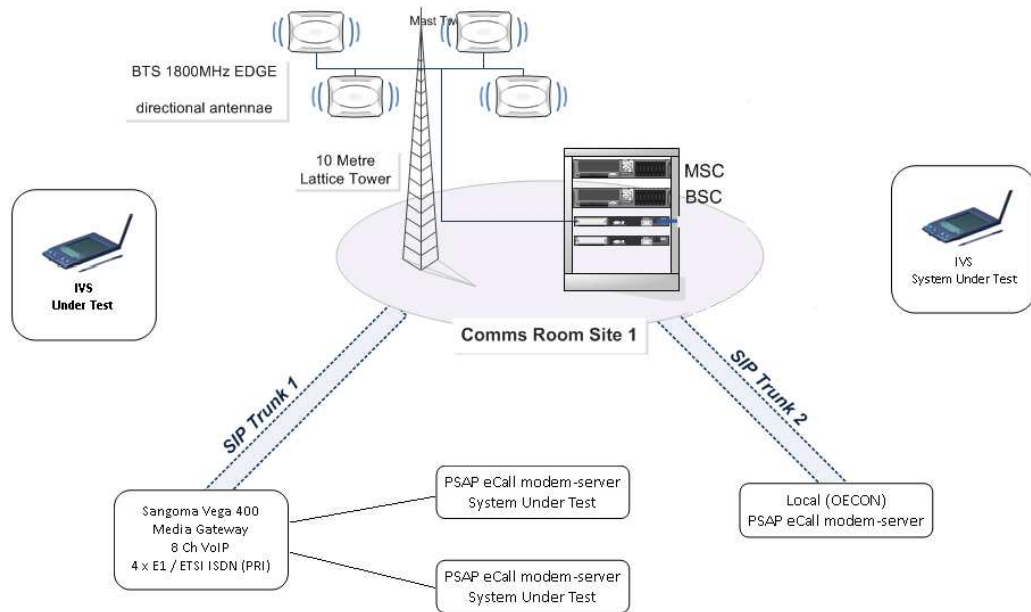 Mast Tw
BTS 1800MHz EDGE
directional antennae
10 Metre
Lattice Tower
MSC
BSC
IVS
Under Test
IVS
System Under Test
Comms Room Site 1
SIP Trunk 1
SIP Trunk 2
Sangoma Vega 400
Media Gateway
8 Ch VoIP
4 x E1 / ETSI ISDN (PRI)
PSAP eCall modem-server
System Under Test
PSAP eCall modem-server
System Under Test
Local (OECON)
PSAP eCall modem-server